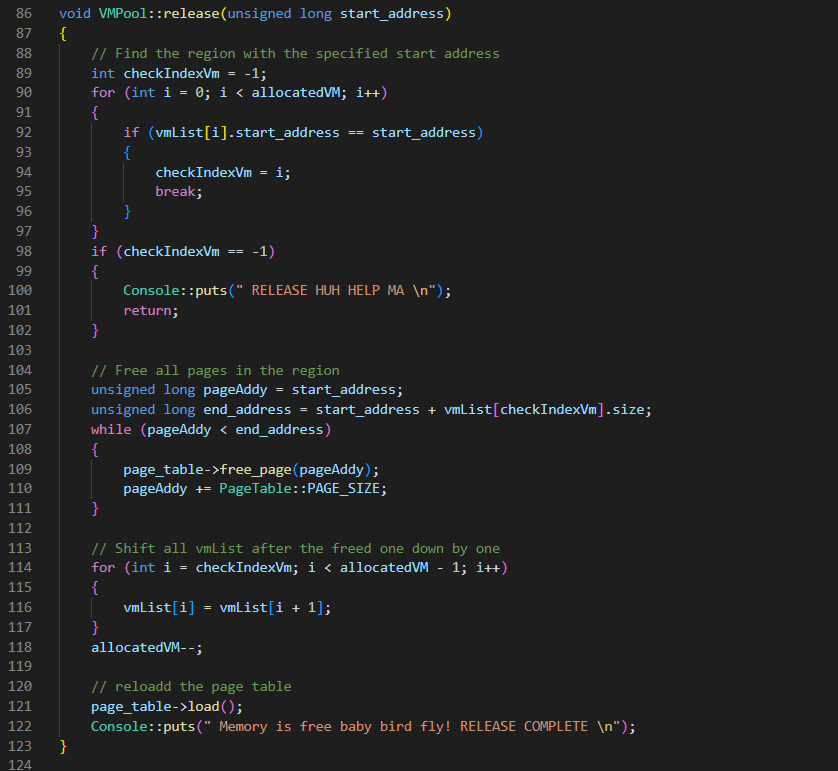 86 void VMPool::release(unsigned long start_address)
87 {
88     // Find the region with the specified start address
89     int checkIndexVm = -1;
90     for (int i = 0; i < allocatedVM; i++)
91     {
92         if (vmList[i].start_address == start_address)
93         {
94             checkIndexVm = i;
95             break;
96         }
97     }
98     if (checkIndexVm == -1)
99     {
100         Console::puts(" RELEASE HUH HELP MA \n");
101         return;
102     }
103
104     // Free all pages in the region
105     unsigned long pageAddy = start_address;
106     unsigned long end_address = start_address + vmList[checkIndexVm].size;
107     while (pageAddy < end_address)
108     {
109         page_table->free_page(pageAddy);
110         pageAddy += PageTable::PAGE_SIZE;
111     }
112
113     // Shift all vmList after the freed one down by one
114     for (int i = checkIndexVm; i < allocatedVM - 1; i++)
115     {
116         vmList[i] = vmList[i + 1];
117     }
118     allocatedVM--;
119
120     // reloadd the page table
121     page_table->load();
122     Console::puts(" Memory is free baby bird fly! RELEASE COMPLETE \n");
123 }
124